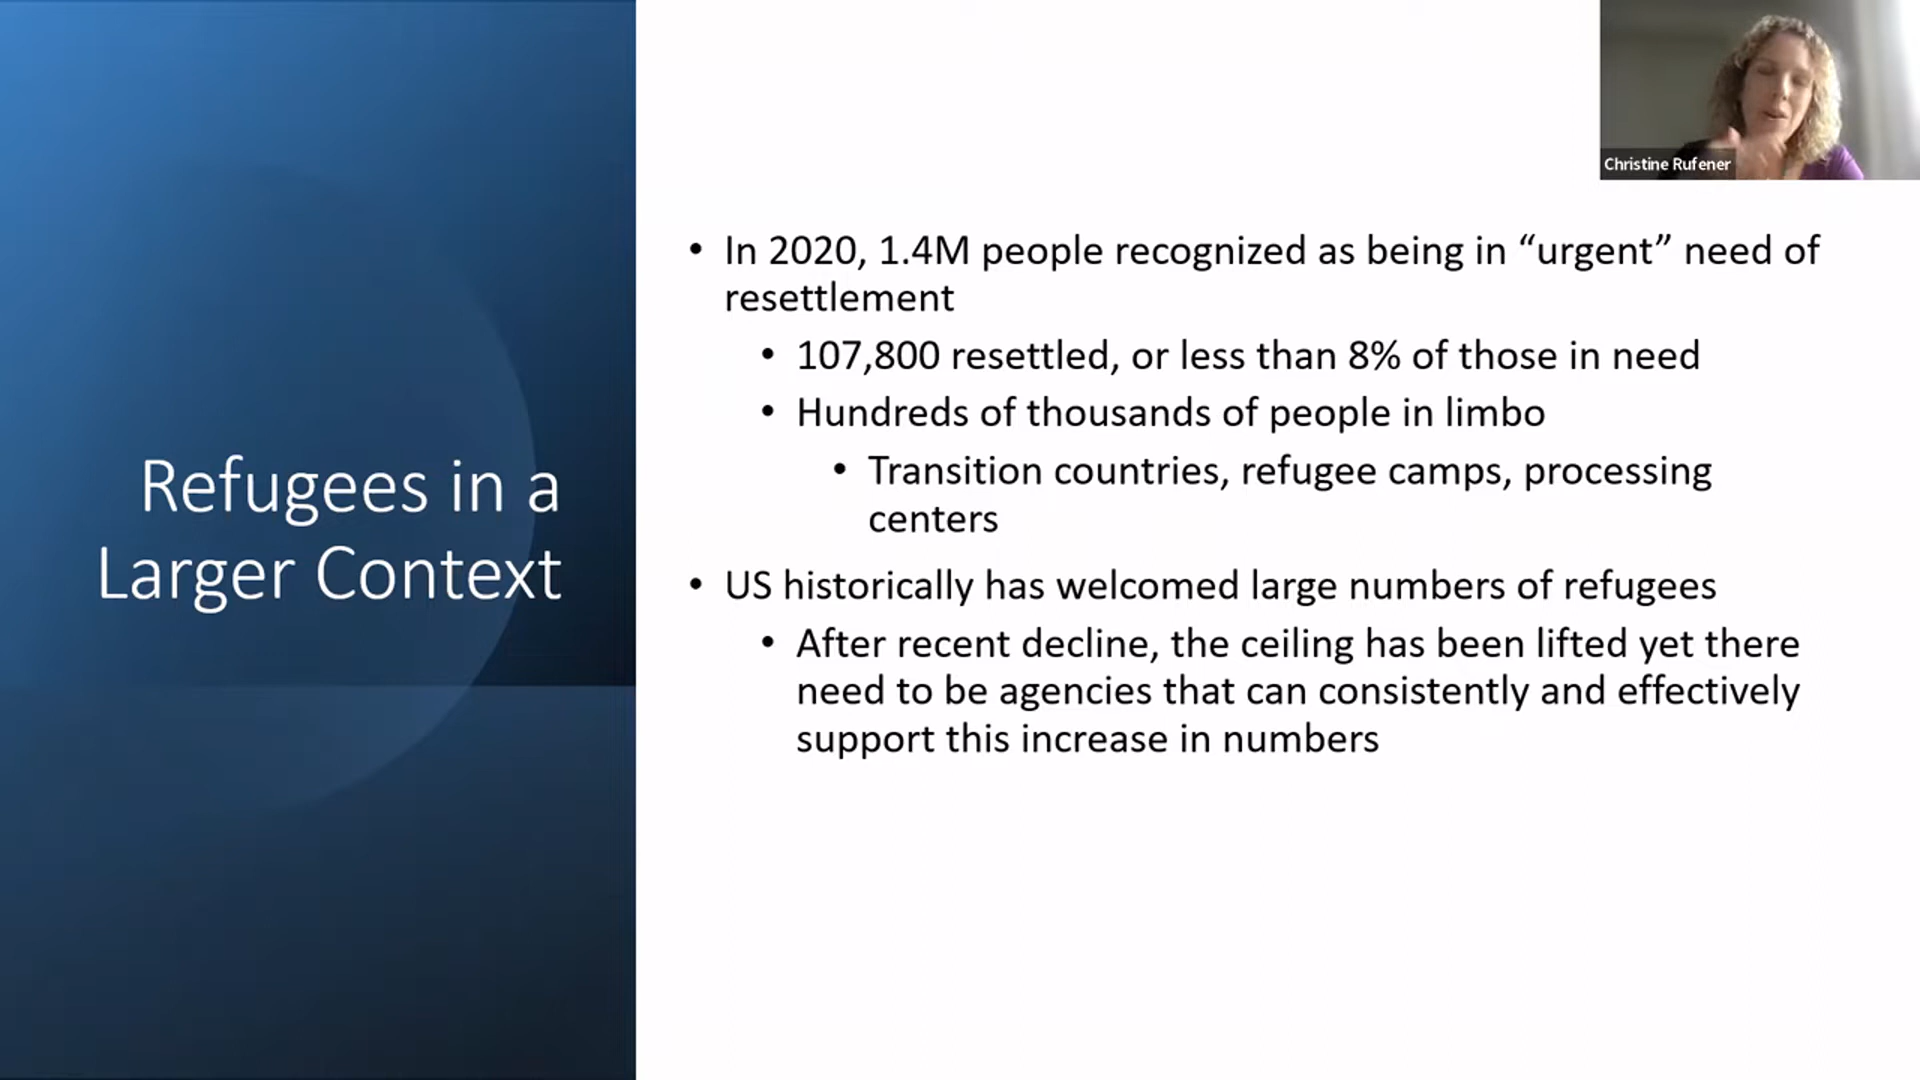 Refugees in a
Larger Context
Christine Rufener
• In 2020, 1.4M people recognized as being in “urgent” need of
resettlement
• 107,800 resettled, or less than 8% of those in need
• Hundreds of thousands of people in limbo
• Transition countries, refugee camps, processing
centers
• US historically has welcomed large numbers of refugees
• After recent decline, the ceiling has been lifted yet there
need to be agencies that can consistently and effectively
support this increase in numbers